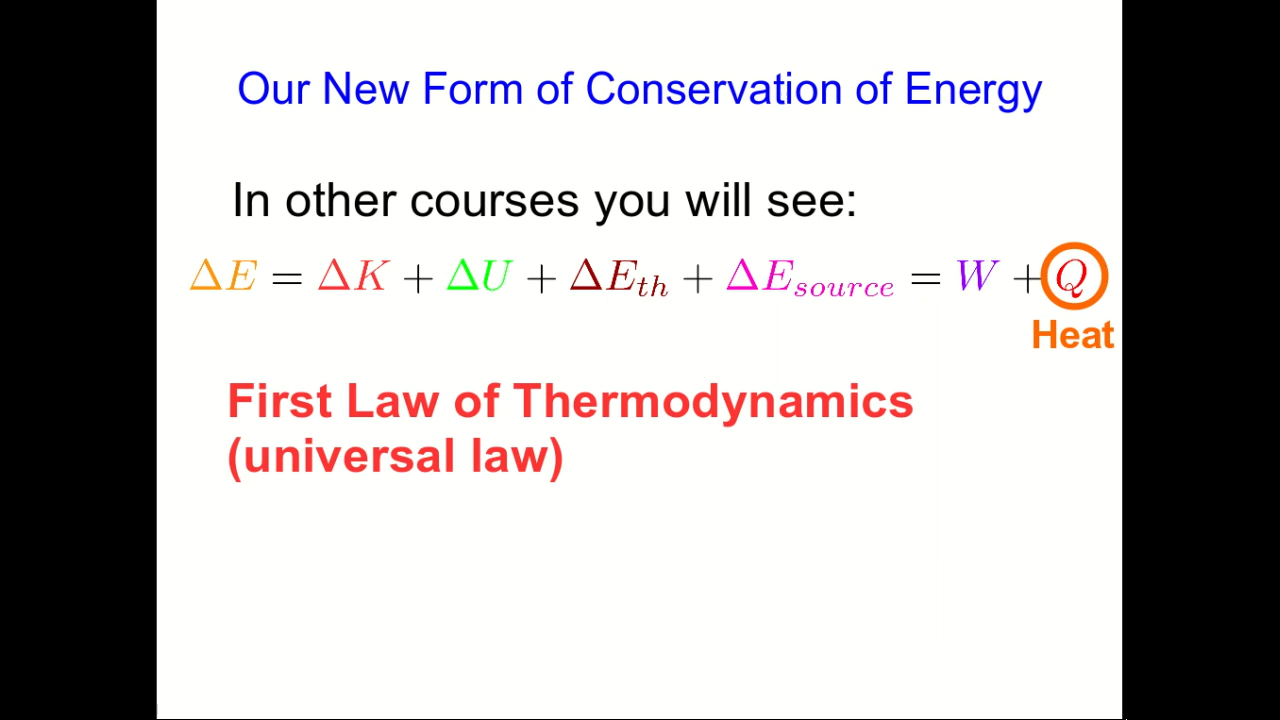 Our New Form of Conservation of Energy
In other courses you will see:
ΔE = ΔK + ΔU + ΔE_th + ΔE_source = W + Q
Heat
First Law of Thermodynamics
(universal law)